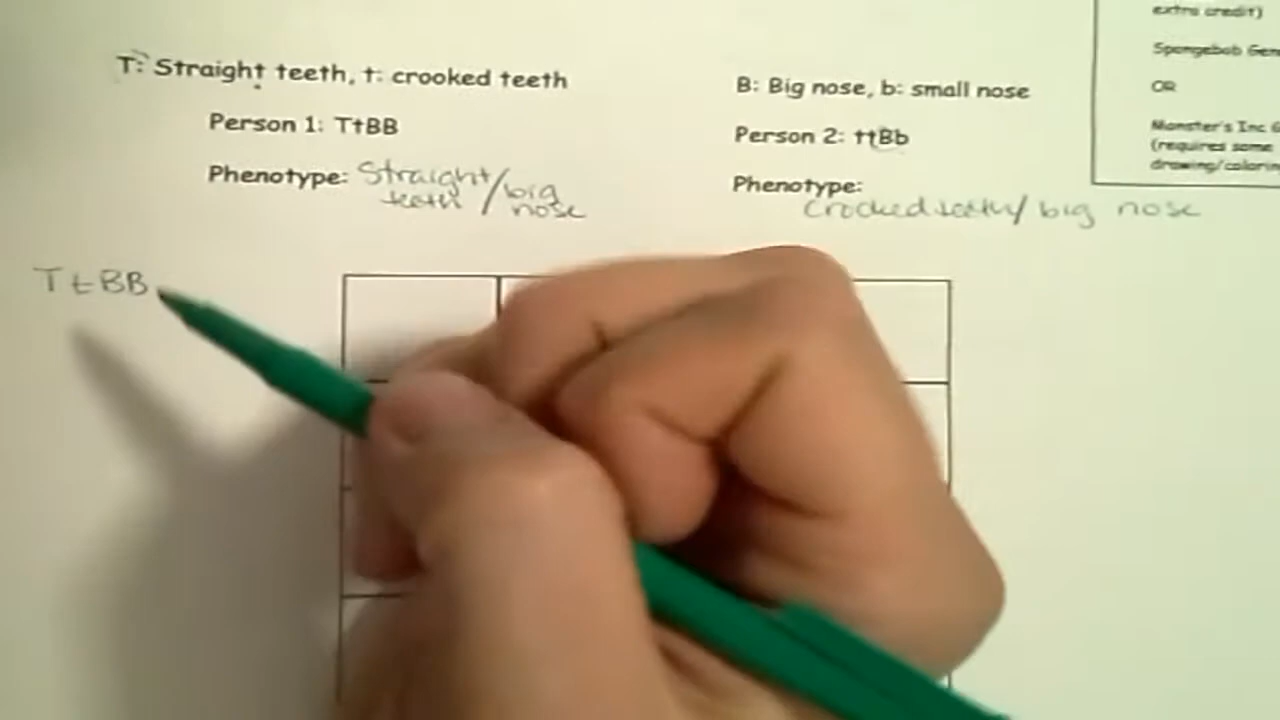 T: Straight teeth, t: crooked teeth
Person 1: TtBB
Phenotype: Straight teeth / big nose
B: Big nose, b: small nose
Person 2: ttBb
Phenotype:
crooked teeth / big nose
extra credit)
Spongebob Gen
OR
Monster's Inc G
(requires some
drawing/colorin
TtBB